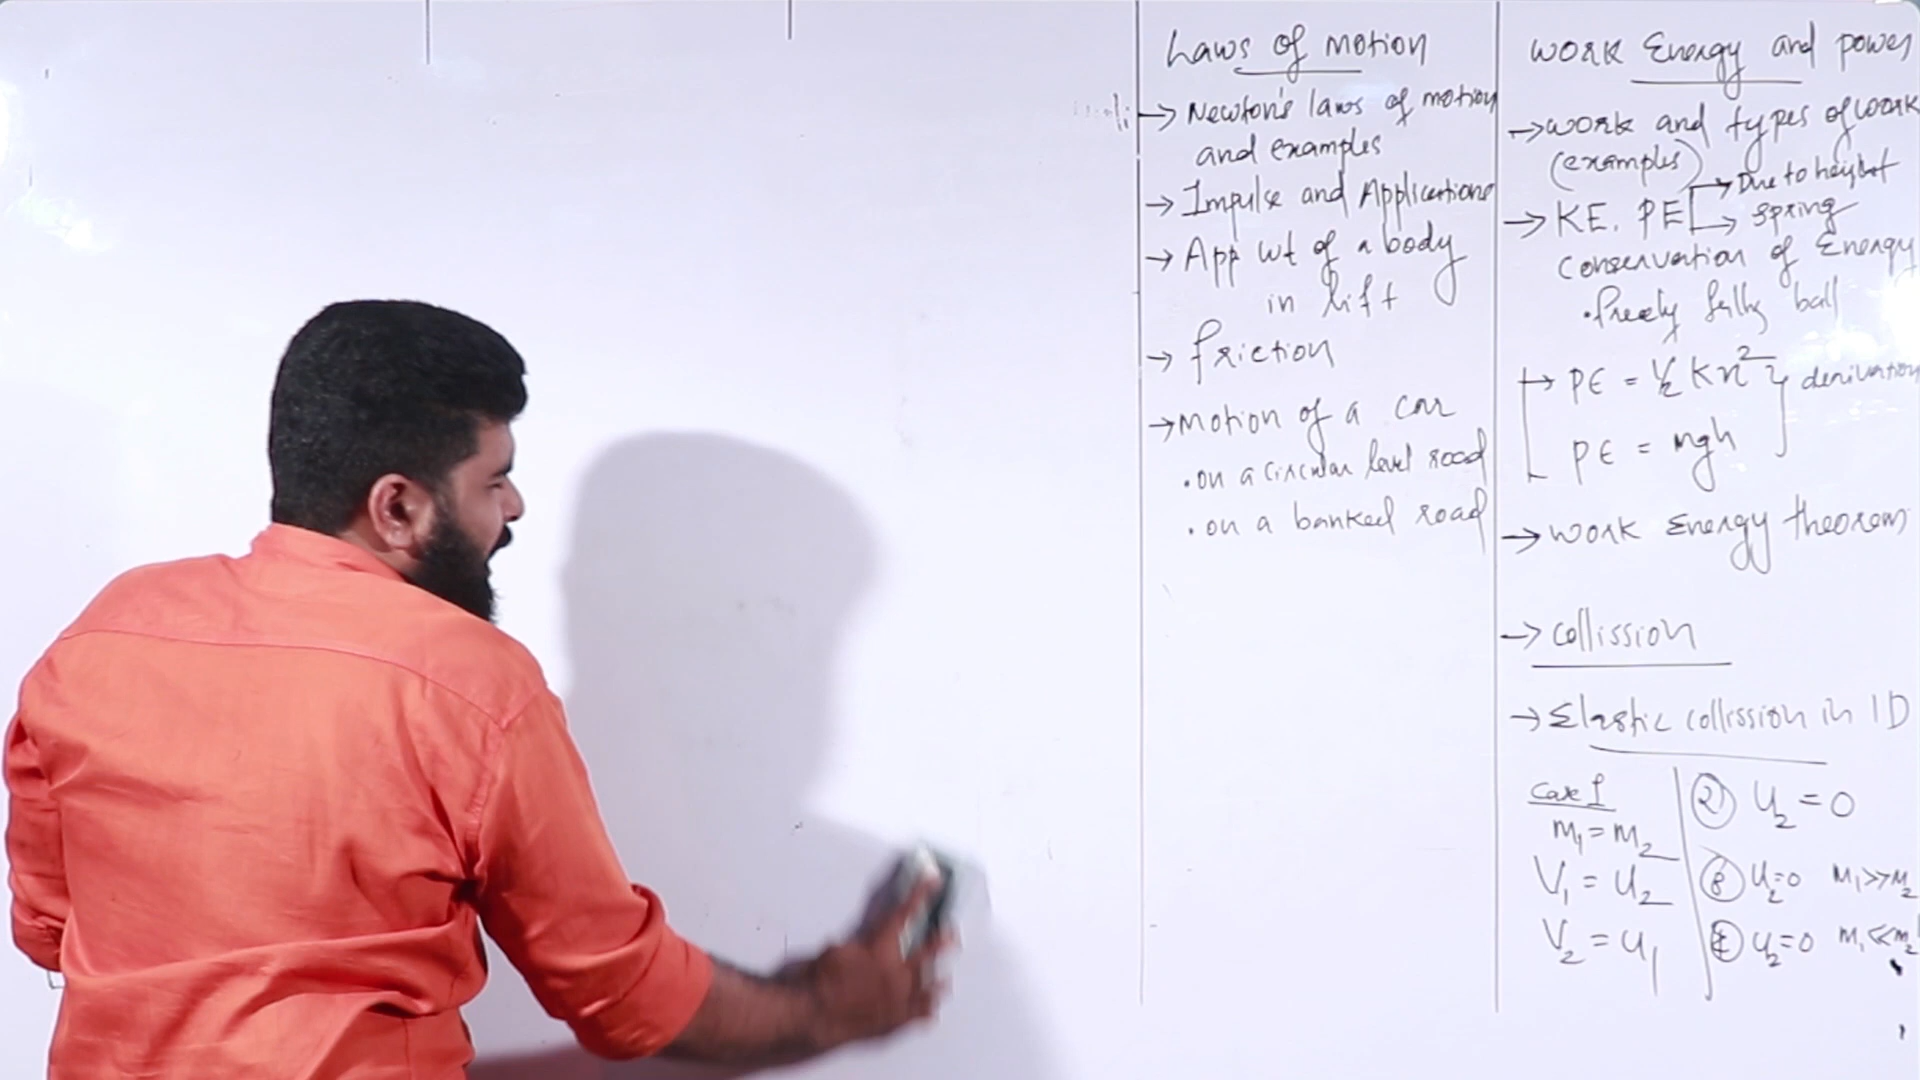 Laws of motion
→ Newton's laws of motion
and examples
→ Impulse and Applications
→ App wt of a body
in lift
→ friction
→ motion of a car
. on a circular level road
. on a banked road
Work Energy and power
→ work and types of work
(examples)
→ Due to height
→ KE, PE → spring
Conservation of Energy
. freely falling ball
→ PE = ½ Kx² } derivation
PE = mgh
→ work Energy theorem
→ Collission
→ Elastic collission in 1D
Case 1
m₁ = m₂
V₁ = U₂
V₂ = U₁
② U₂ = 0
③ U₂=0 M₁>>M₂
④ U₂=0 M₁<<M₂